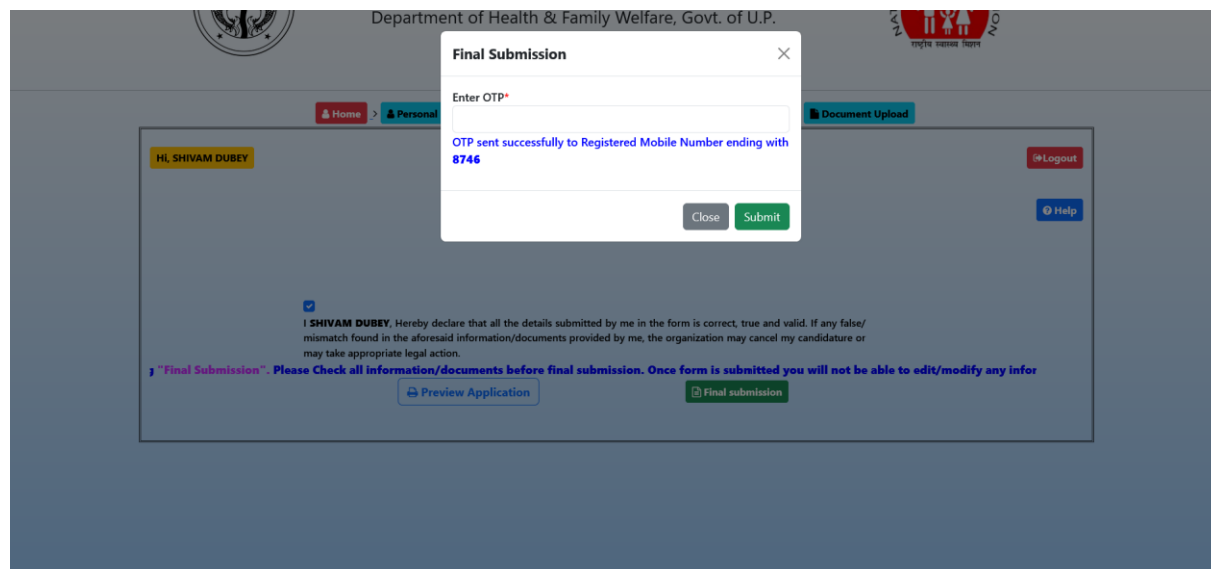 Department of Health & Family Welfare, Govt. of U.P.
राष्ट्रीय स्वास्थ्य मिशन
Final Submission
Enter OTP*
OTP sent successfully to Registered Mobile Number ending with
8746
Close Submit
Home > Personal Document Upload
Hi, SHIVAM DUBEY
Logout
Help
I SHIVAM DUBEY, Hereby declare that all the details submitted by me in the form is correct, true and valid. If any false/
mismatch found in the aforesaid information/documents provided by me, the organization may cancel my candidature or
may take appropriate legal action.
"Final Submission". Please Check all information/documents before final submission. Once form is submitted you will not be able to edit/modify any infor
Preview Application Final submission